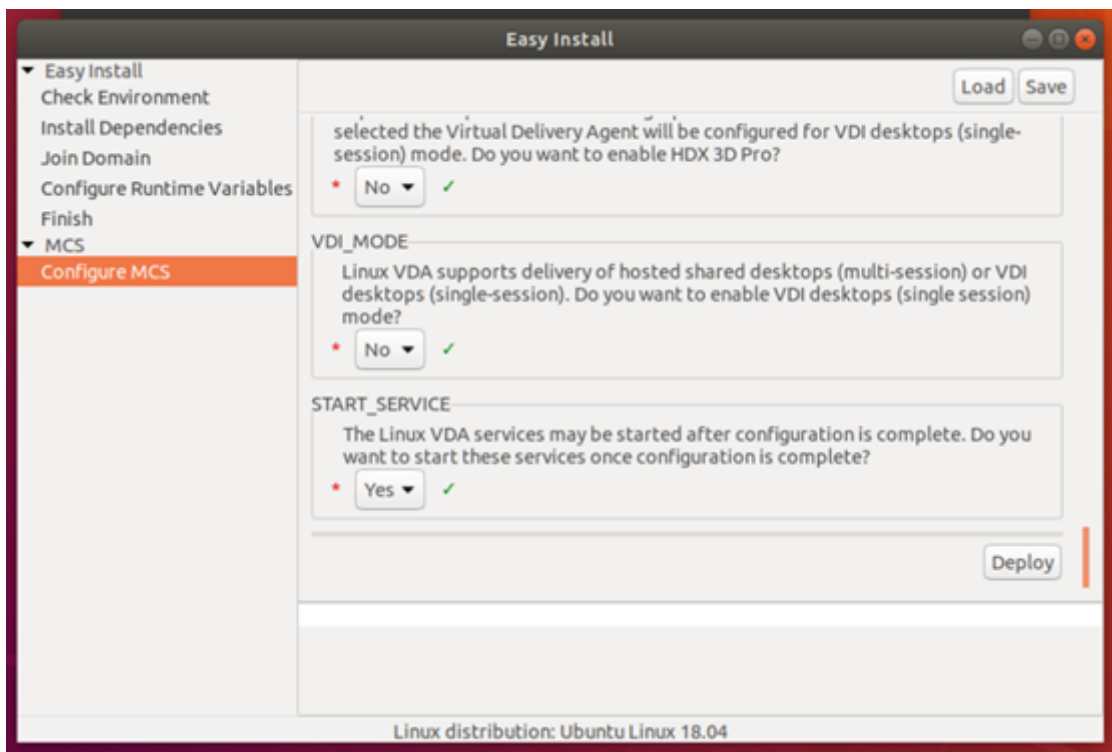 Easy Install
Easy Install
Check Environment
Install Dependencies
Join Domain
Configure Runtime Variables
Finish
MCS
Configure MCS
Load Save
selected the Virtual Delivery Agent will be configured for VDI desktops (single-
session) mode. Do you want to enable HDX 3D Pro?
* No
VDI_MODE
Linux VDA supports delivery of hosted shared desktops (multi-session) or VDI
desktops (single-session). Do you want to enable VDI desktops (single session)
mode?
* No
START_SERVICE
The Linux VDA services may be started after configuration is complete. Do you
want to start these services once configuration is complete?
* Yes
Deploy
Linux distribution: Ubuntu Linux 18.04